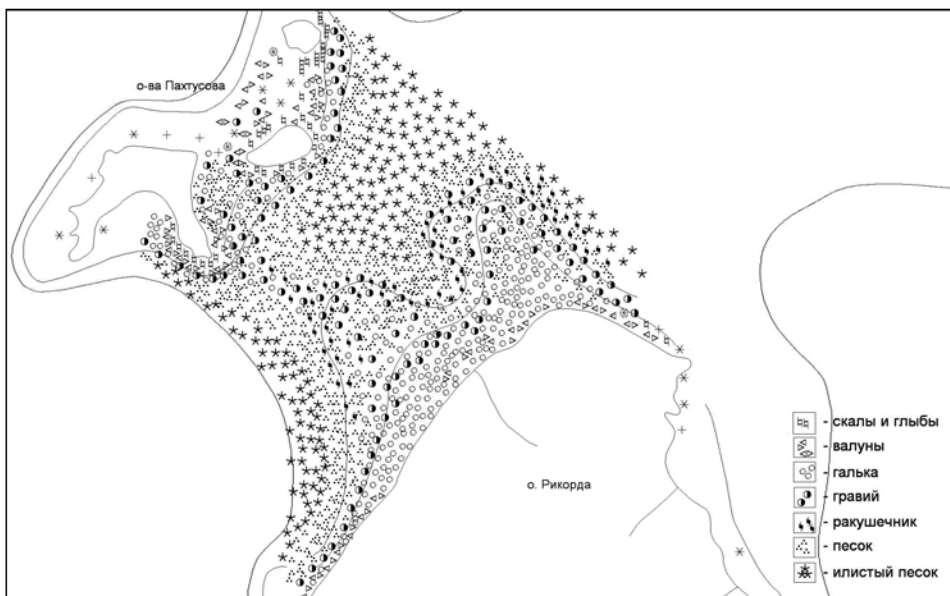 о-ва Пахтусова
о. Рикорда
- скалы и глыбы
- валуны
- галька
- гравий
- ракушечник
- песок
- илистый песок